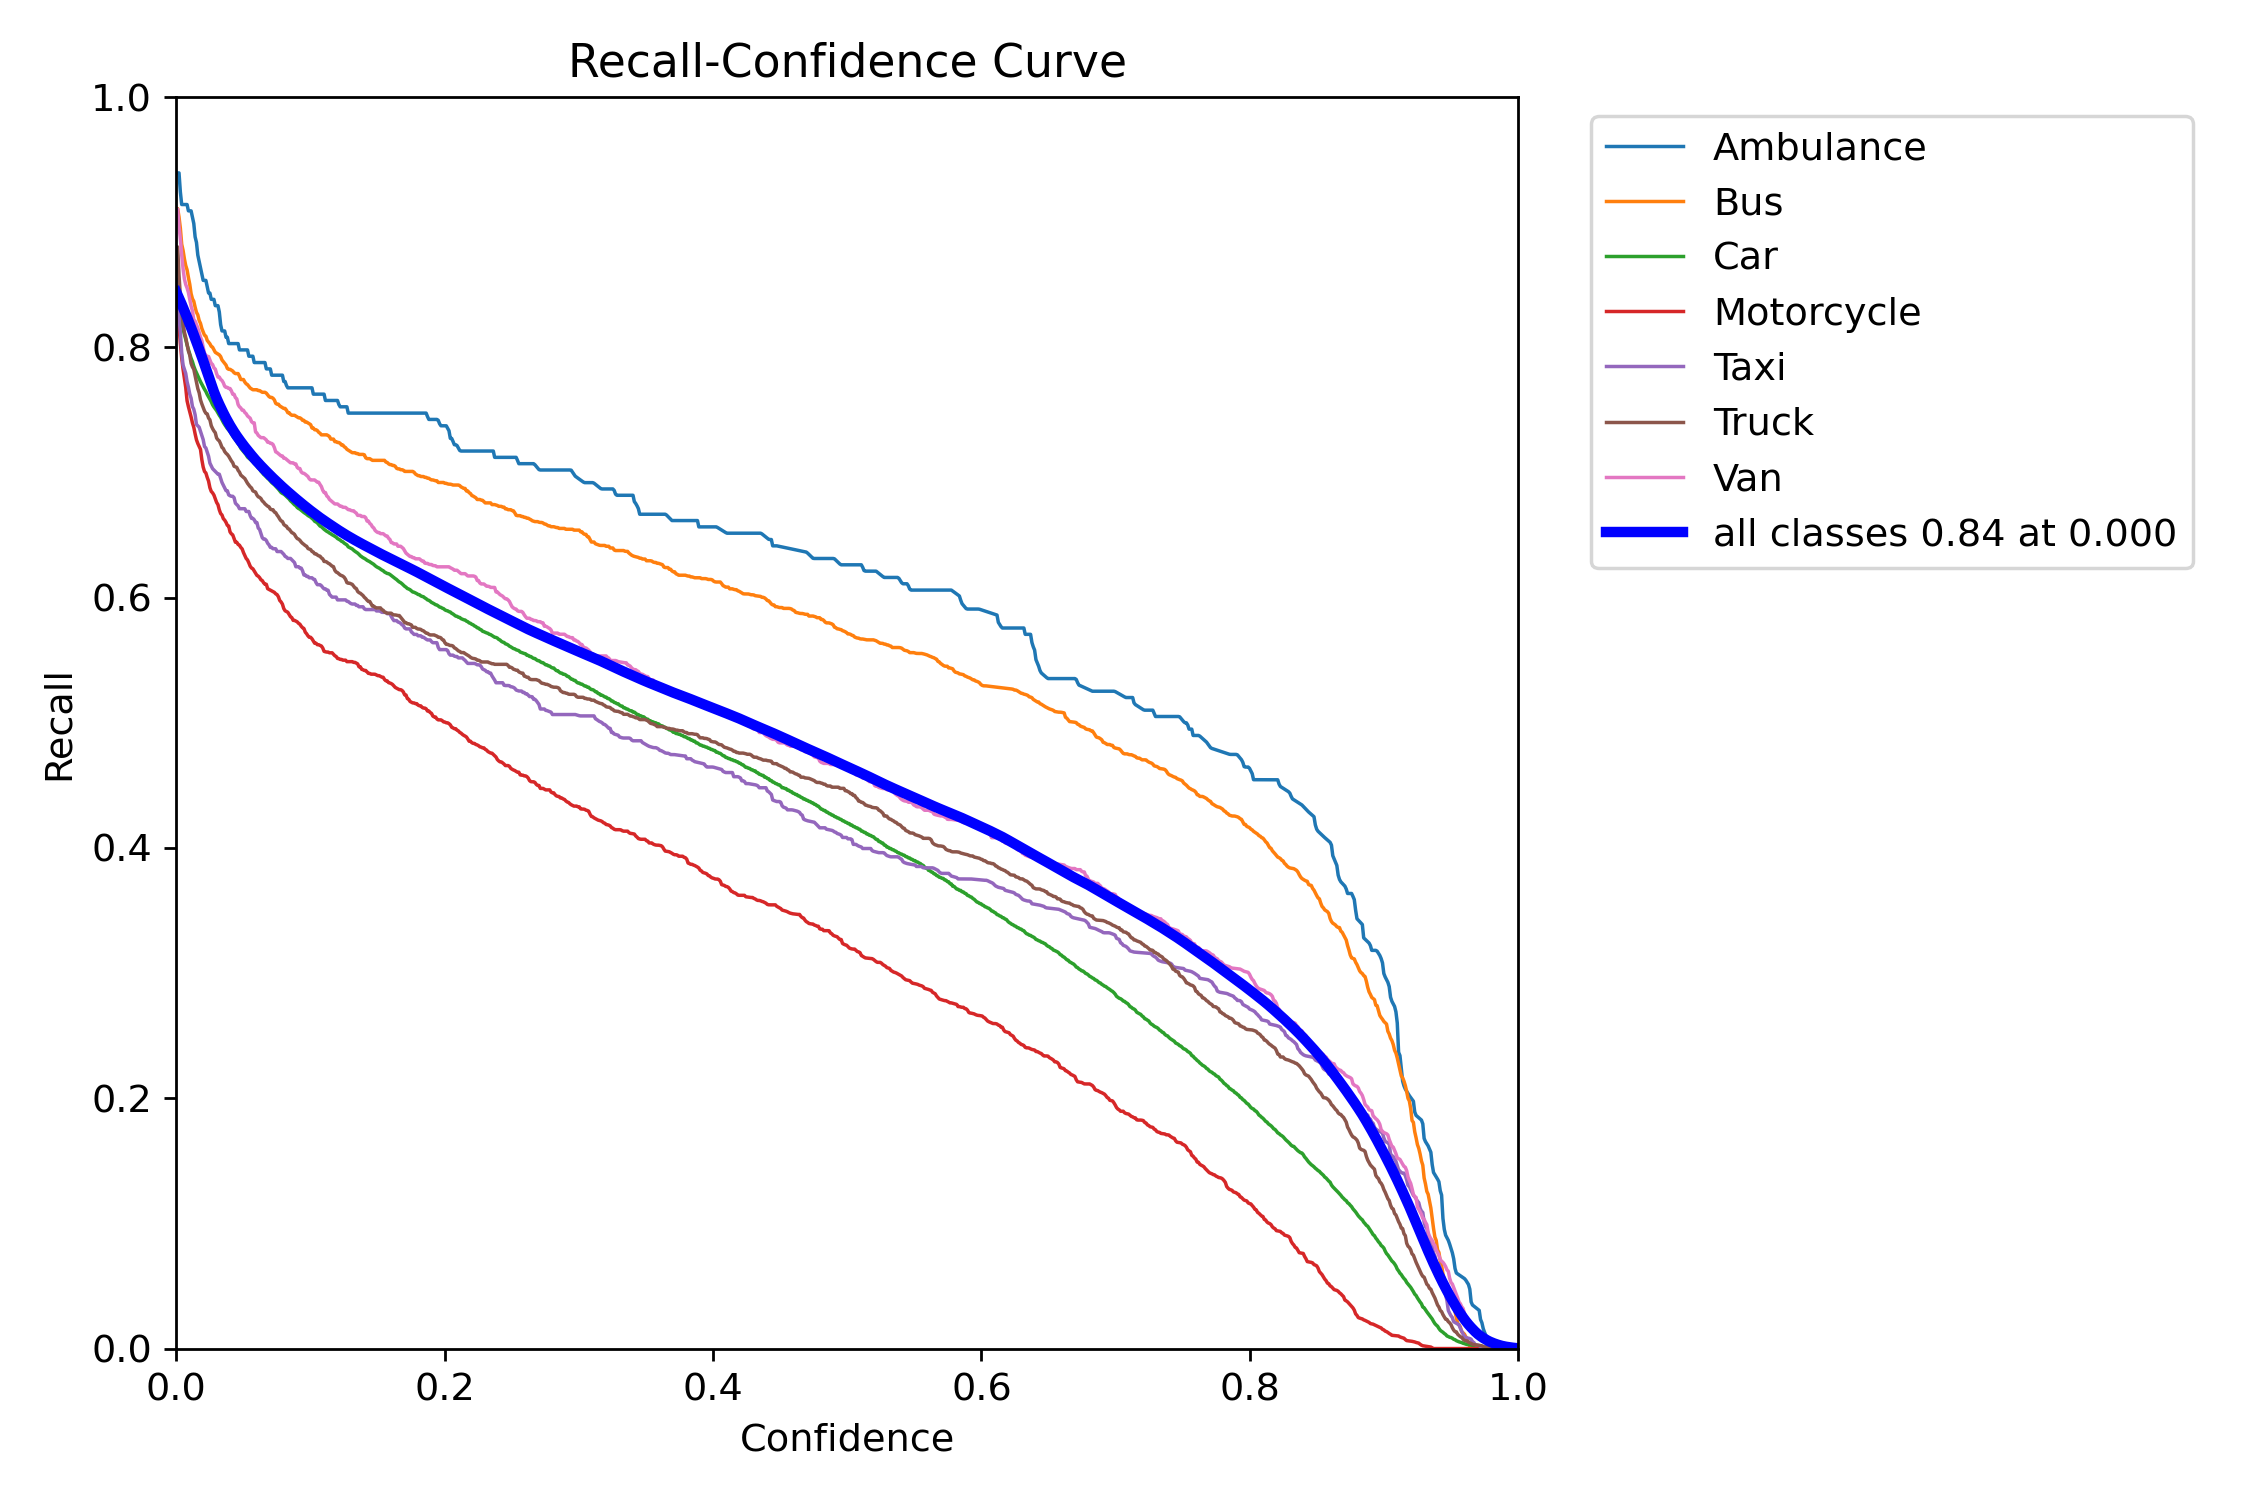 Recall-Confidence Curve
1.0
0.8
0.6
0.4
0.2
0.0
Recall
0.0 0.2 0.4 0.6 0.8 1.0
Confidence
Ambulance
Bus
Car
Motorcycle
Taxi
Truck
Van
all classes 0.84 at 0.000